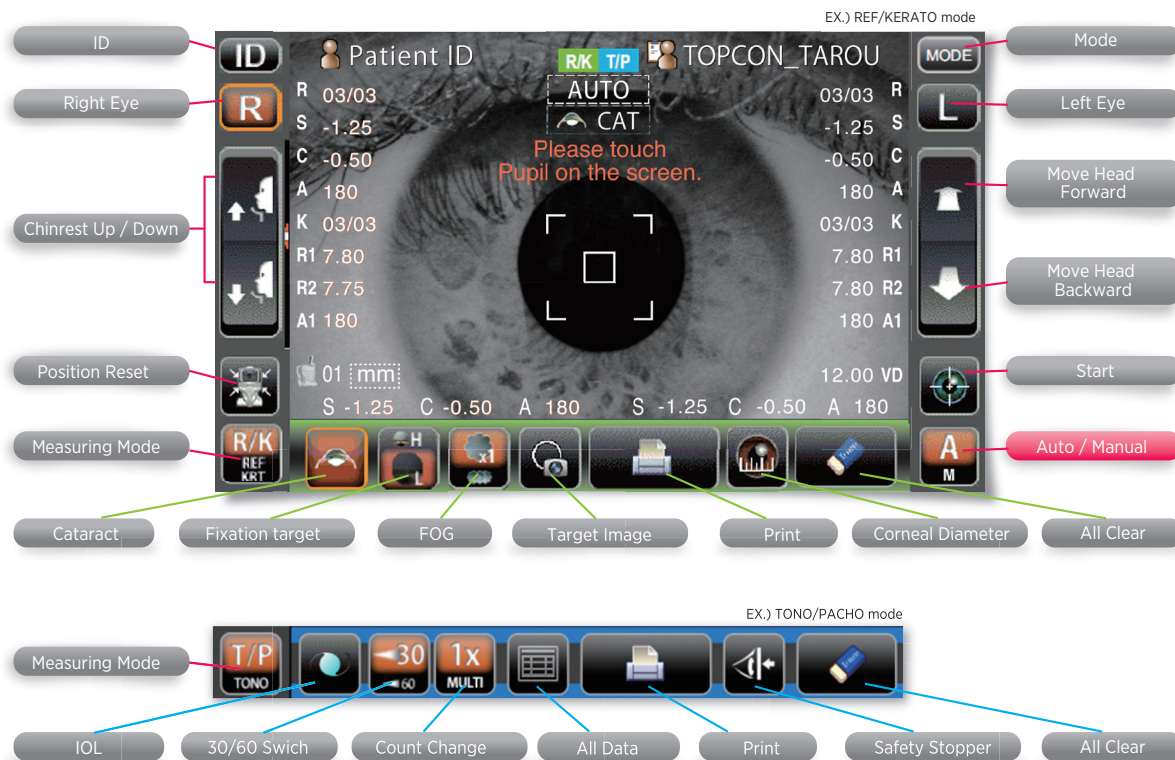 EX.) REF/KERATO mode
ID
Right Eye
Chinrest Up / Down
Position Reset
Measuring Mode
ID
R
Patient ID
R/K T/P
TOPCON_TAROU
AUTO
CAT
Please touch
Pupil on the screen.
R 03/03
S -1.25
C -0.50
A 180
K 03/03
R1 7.80
R2 7.75
A1 180
01 mm
03/03 R
-1.25 S
-0.50 C
180 A
03/03 K
7.80 R1
7.80 R2
180 A1
12.00 VD
S -1.25 C -0.50 A 180 S -1.25 C -0.50 A 180
R/K
REF
KRT
H
L
x1
MODE
L
A
M
Mode
Left Eye
Move Head
Forward
Move Head
Backward
Start
Auto / Manual
Cataract
Fixation target
FOG
Target Image
Print
Corneal Diameter
All Clear
EX.) TONO/PACHO mode
Measuring Mode
T/P
TONO
30
60
1x
MULTI
IOL
30/60 Swich
Count Change
All Data
Print
Safety Stopper
All Clear